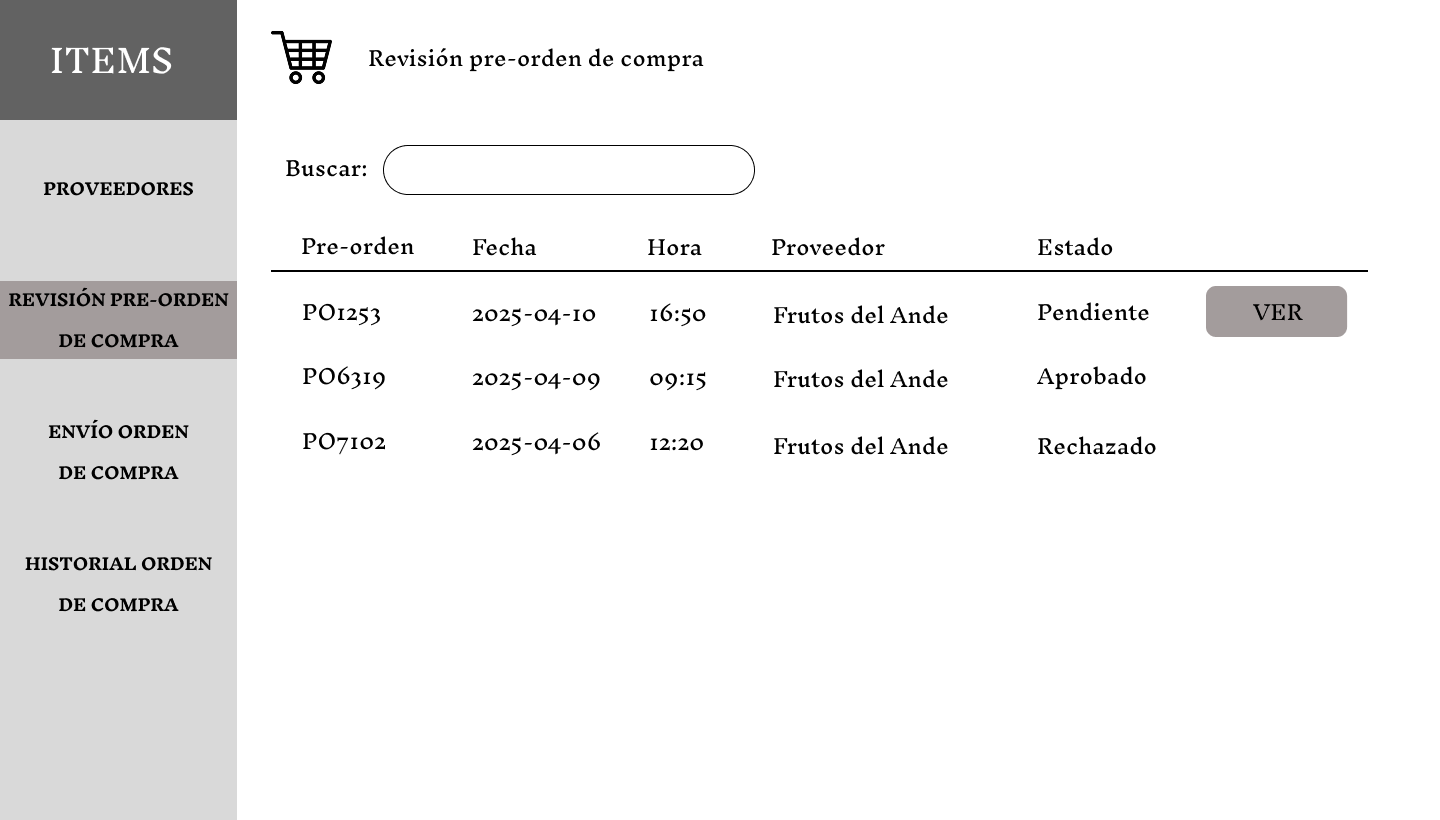 ITEMS
PROVEEDORES
REVISIÓN PRE-ORDEN
DE COMPRA
ENVÍO ORDEN
DE COMPRA
HISTORIAL ORDEN
DE COMPRA
Revisión pre-orden de compra
Buscar:
Pre-orden Fecha Hora Proveedor Estado
PO1253 2025-04-10 16:50 Frutos del Ande Pendiente VER
PO6319 2025-04-09 09:15 Frutos del Ande Aprobado
PO7102 2025-04-06 12:20 Frutos del Ande Rechazado